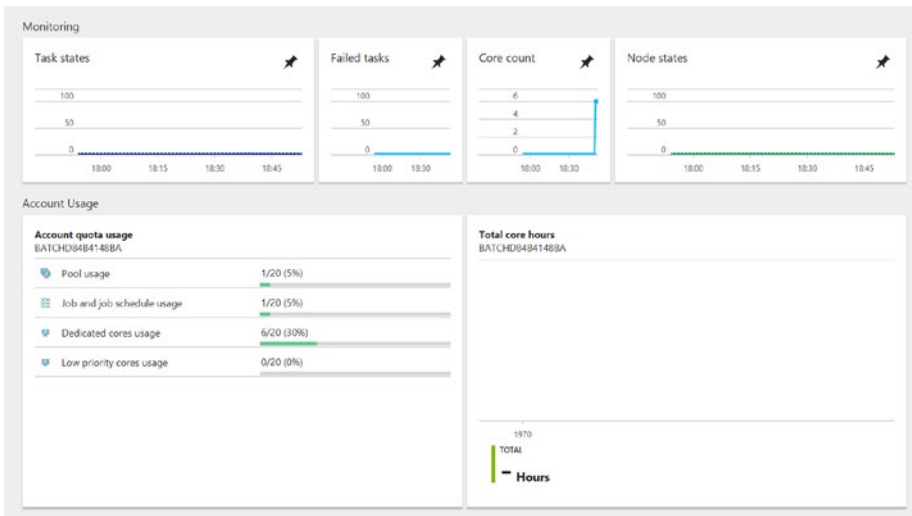 Monitoring
Task states
100
50
0
18:00 18:15 18:30 18:45
Failed tasks
100
50
0
18:00 18:30
Core count
6
4
2
0
18:00 18:30
Node states
100
50
0
18:00 18:15 18:30 18:45
Account Usage
Account quota usage
BATCHD84B4148BA
Pool usage 1/20 (5%)
Job and job schedule usage 1/20 (5%)
Dedicated cores usage 6/20 (30%)
Low priority cores usage 0/20 (0%)
Total core hours
BATCHD84B4148BA
1970
TOTAL
- Hours